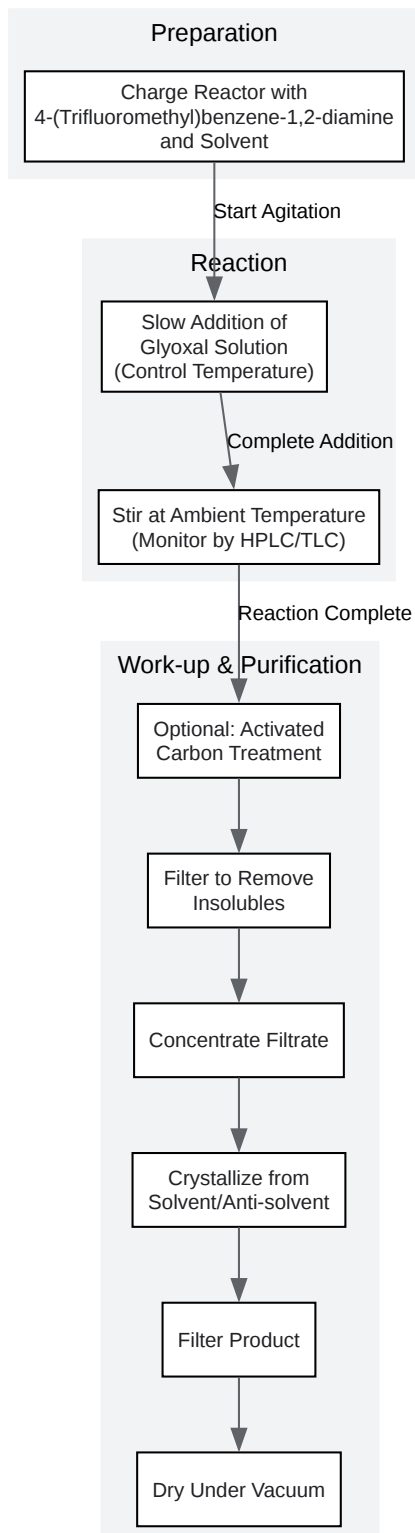 Preparation
Charge Reactor with
4-(Trifluoromethyl)benzene-1,2-diamine
and Solvent
Start Agitation
Reaction
Slow Addition of
Glyoxal Solution
(Control Temperature)
Complete Addition
Stir at Ambient Temperature
(Monitor by HPLC/TLC)
Reaction Complete
Work-up & Purification
Optional: Activated
Carbon Treatment
Filter to Remove
Insolubles
Concentrate Filtrate
Crystallize from
Solvent/Anti-solvent
Filter Product
Dry Under Vacuum